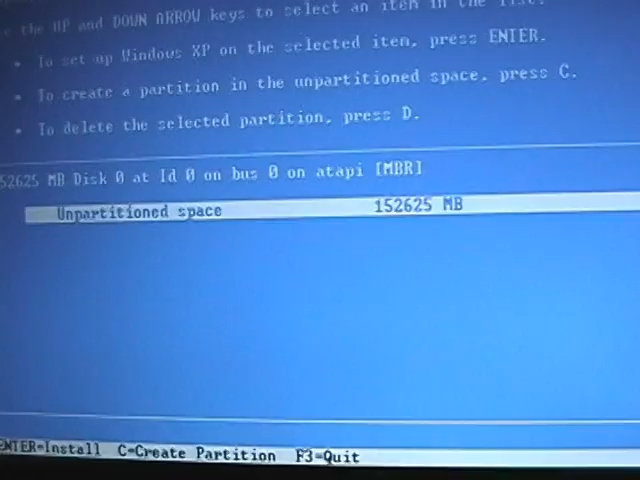 e the UP and DOWN ARROW keys to select an item in the list.
• To set up Windows XP on the selected item, press ENTER.
• To create a partition in the unpartitioned space, press C.
• To delete the selected partition, press D.
52625 MB Disk 0 at Id 0 on bus 0 on atapi [MBR]
Unpartitioned space 152625 MB
ENTER=Install C=Create Partition F3=Quit